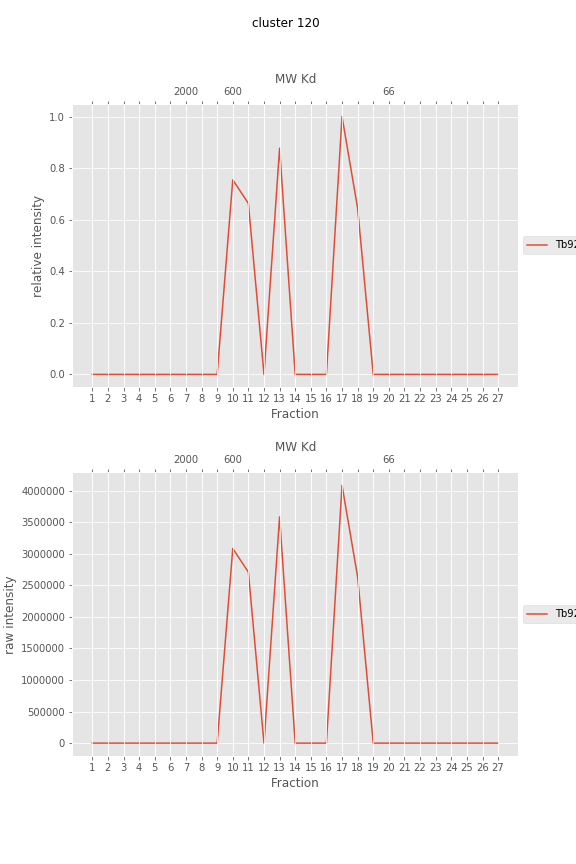 cluster 120
MW Kd
2000 600 66
1.0
0.8
0.6
0.4
0.2
0.0
relative intensity
Tb92
1 2 3 4 5 6 7 8 9 10 11 12 13 14 15 16 17 18 19 20 21 22 23 24 25 26 27
Fraction
MW Kd
2000 600 66
4000000
3500000
3000000
2500000
2000000
1500000
1000000
500000
0
raw intensity
Tb92
1 2 3 4 5 6 7 8 9 10 11 12 13 14 15 16 17 18 19 20 21 22 23 24 25 26 27
Fraction